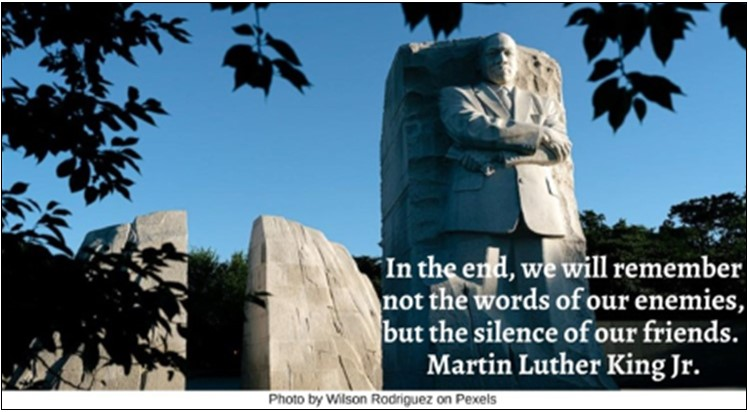 In the end, we will remember
not the words of our enemies,
but the silence of our friends.
Martin Luther King Jr.
Photo by Wilson Rodriguez on Pexels